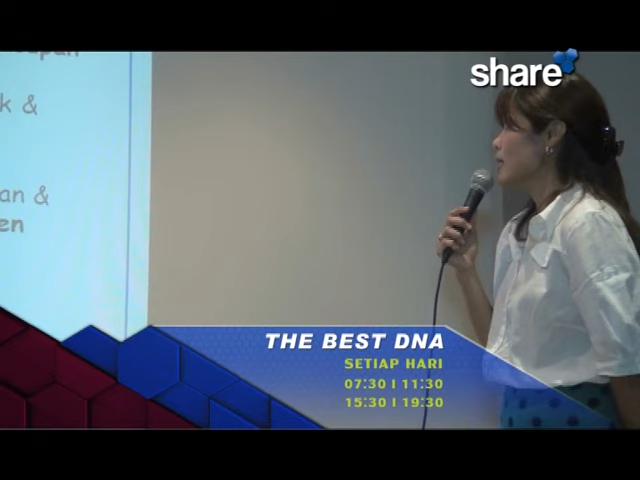 share
k &
an &
en
THE BEST DNA
SETIAP HARI
07:30 I 11:30
15:30 I 19:30